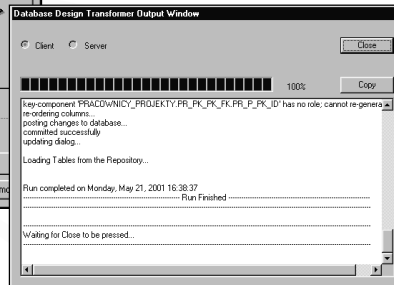 Database Design Transformer Output Window
Client Server Close
100% Copy
key-component 'PRACOWNICY_PROJEKTY.PR_PK_PK_FK.PR_P_PK_ID' has no role; cannot re-genera
re-ordering columns...
posting changes to database...
committed successfully
updating dialog...
Loading Tables from the Repository...
Run completed on Monday, May 21, 2001 16:38:37
Run Finished
Waiting for Close to be pressed...